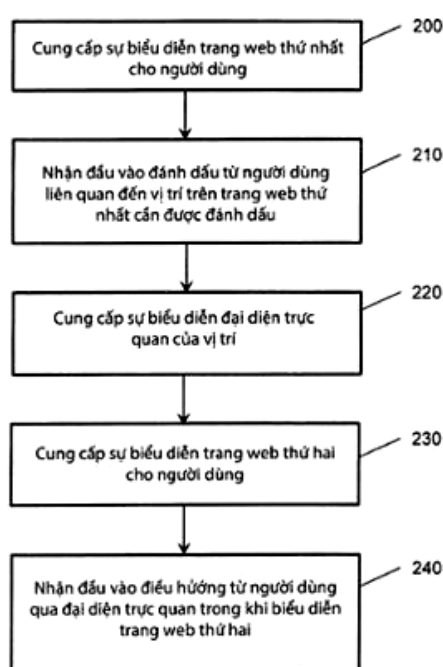 200
Cung cấp sự biểu diễn trang web thứ nhất
cho người dùng
210
Nhận đầu vào đánh dấu từ người dùng
liên quan đến vị trí trên trang web thứ
nhất cần được đánh dấu
220
Cung cấp sự biểu diễn đại diện trực
quan của vị trí
230
Cung cấp sự biểu diễn trang web thứ hai
cho người dùng
240
Nhận đầu vào điều hướng từ người dùng
qua đại diện trực quan trong khi biểu diễn
trang web thứ hai